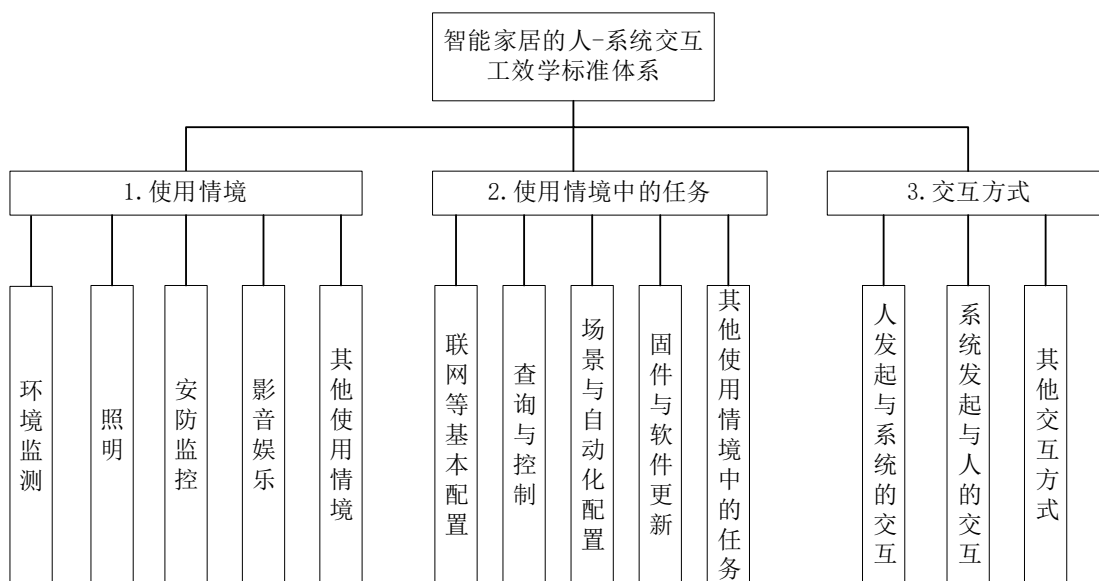 智能家居的人-系统交互
工效学标准体系
1.使用情境
2.使用情境中的任务
3.交互方式
环境监测
照明
安防监控
影音娱乐
其他使用情境
联网等基本配置
查询与控制
场景与自动化配置
固件与软件更新
其他使用情境中的任务
人发起与系统的交互
系统发起与人的交互
其他交互方式